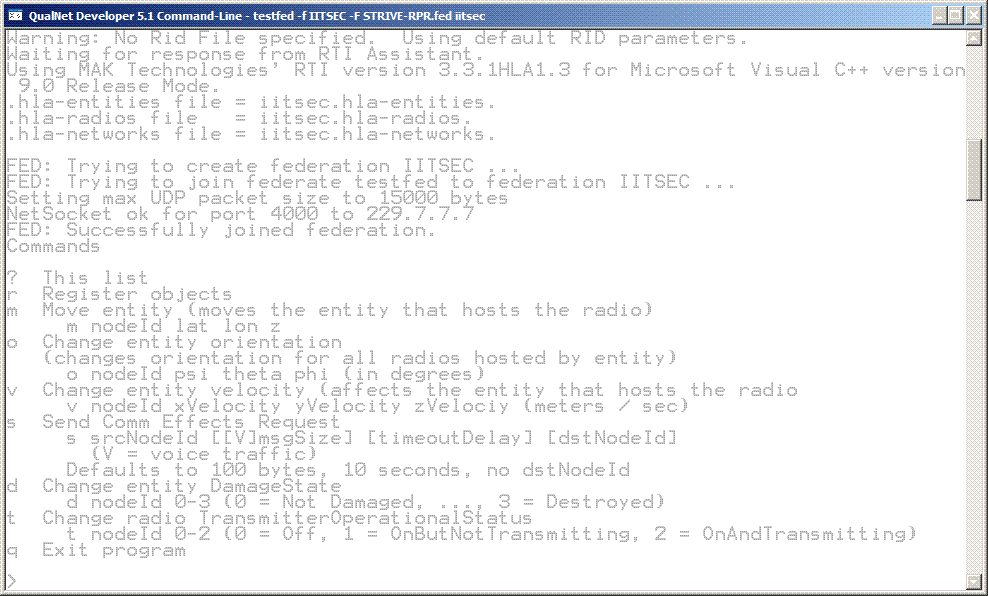 QualNet Developer 5.1 Command-Line - testfed -f IITSEC -F STRIVE-RPR.fed iitsec
Warning: No Rid File specified.  Using default RID parameters.
Waiting for response from RTI Assistant.
Using MAK Technologies' RTI version 3.3.1HLA1.3 for Microsoft Visual C++ version
 9.0 Release Mode.
.hla-entities file = iitsec.hla-entities.
.hla-radios file   = iitsec.hla-radios.
.hla-networks file = iitsec.hla-networks.
FED: Trying to create federation IITSEC ...
FED: Trying to join federate testfed to federation IITSEC ...
Setting max UDP packet size to 15000 bytes
NetSocket ok for port 4000 to 229.7.7.7
FED: Successfully joined federation.
Commands
?  This list
r  Register objects
m  Move entity (moves the entity that hosts the radio)
     m nodeId lat lon z
o  Change entity orientation
   (changes orientation for all radios hosted by entity)
     o nodeId psi theta phi (in degrees)
v  Change entity velocity (affects the entity that hosts the radio
     v nodeId xVelocity yVelocity zVelociy (meters / sec)
s  Send Comm Effects Request
     s srcNodeId [[V]msgSize] [timeoutDelay] [dstNodeId]
       (V = voice traffic)
     Defaults to 100 bytes, 10 seconds, no dstNodeId
d  Change entity DamageState
     d nodeId 0-3 (0 = Not Damaged, ..., 3 = Destroyed)
t  Change radio TransmitterOperationalStatus
     t nodeId 0-2 (0 = Off, 1 = OnButNotTransmitting, 2 = OnAndTransmitting)
q  Exit program
>